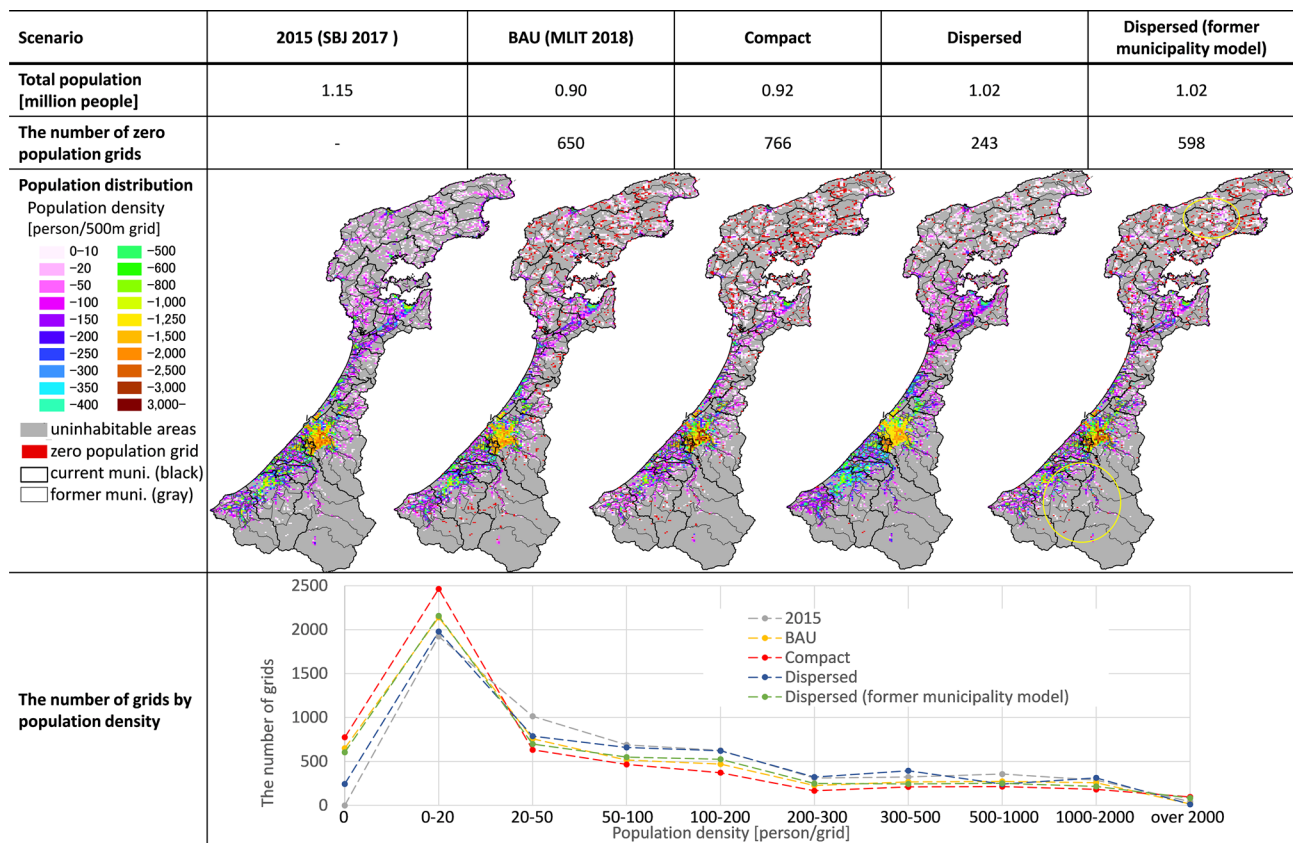 Scenario
2015 (SBJ 2017 )
BAU (MLIT 2018)
Compact
Dispersed
Dispersed (former
municipality model)
Total population
[million people]
1.15
0.90
0.92
1.02
1.02
The number of zero
population grids
-
650
766
243
598
Population distribution
Population density
[person/500m grid]
0−10
−20
−50
−100
−150
−200
−250
−300
−350
−400
−500
−600
−800
−1,000
−1,250
−1,500
−2,000
−2,500
−3,000
3,000−
uninhabitable areas
zero population grid
current muni. (black)
former muni. (gray)
The number of grids by
population density
The number of grids
2500
2000
1500
1000
500
0
2015
BAU
Compact
Dispersed
Dispersed (former municipality model)
0
0-20
20-50
50-100
100-200
200-300
300-500
500-1000
1000-2000
over 2000
Population density [person/grid]